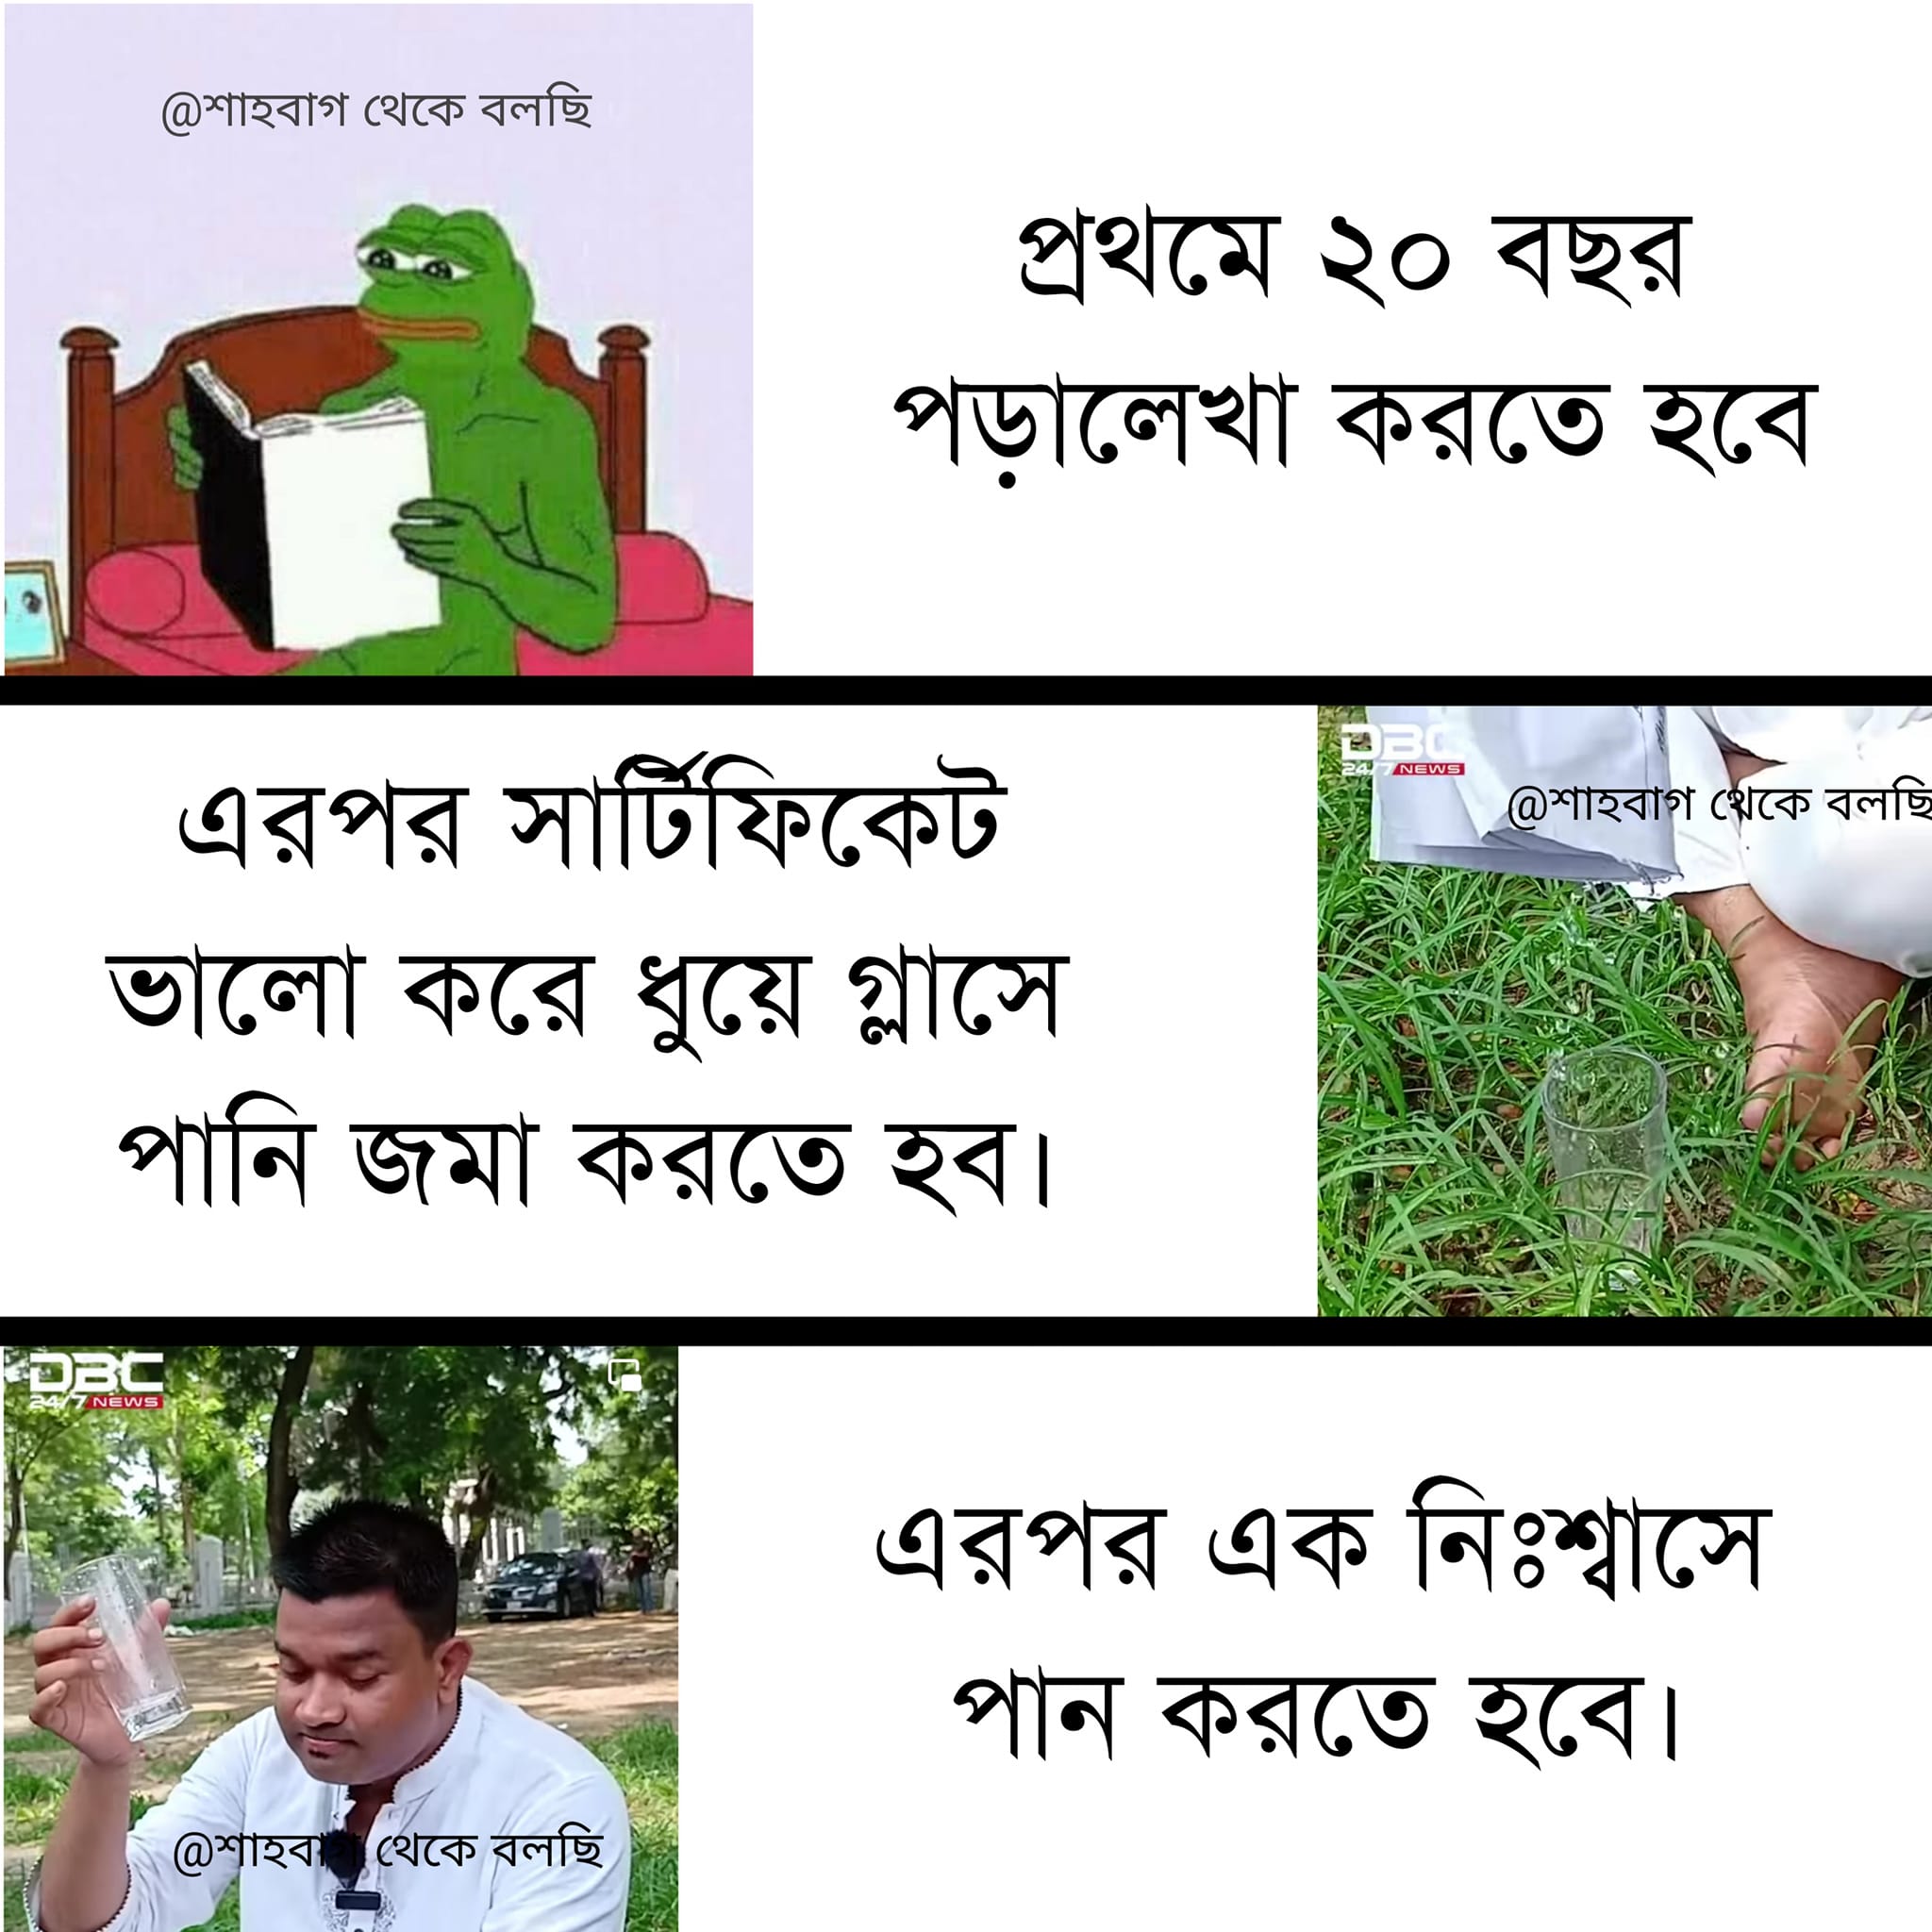 @শাহবাগ থেকে বলছি
প্রথমে ২০ বছর
পড়ালেখা করতে হবে
এরপর সার্টিফিকেট
ভালো করে ধুয়ে গ্লাসে
পানি জমা করতে হব।
DBC
24/7 NEWS
@শাহবাগ থেকে বলছি
DBC
24/7 NEWS
এরপর এক নিঃশ্বাসে
পান করতে হবে।
@শাহবাগ থেকে বলছি